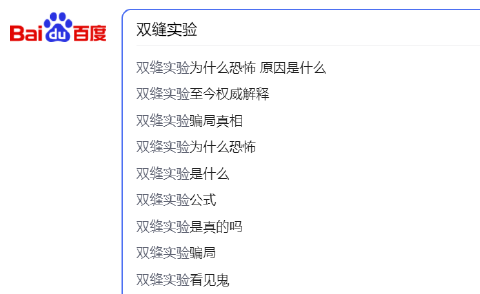 Bai du 百度
双缝实验
双缝实验为什么恐怖 原因是什么
双缝实验至今权威解释
双缝实验骗局真相
双缝实验为什么恐怖
双缝实验是什么
双缝实验公式
双缝实验是真的吗
双缝实验骗局
双缝实验看见鬼